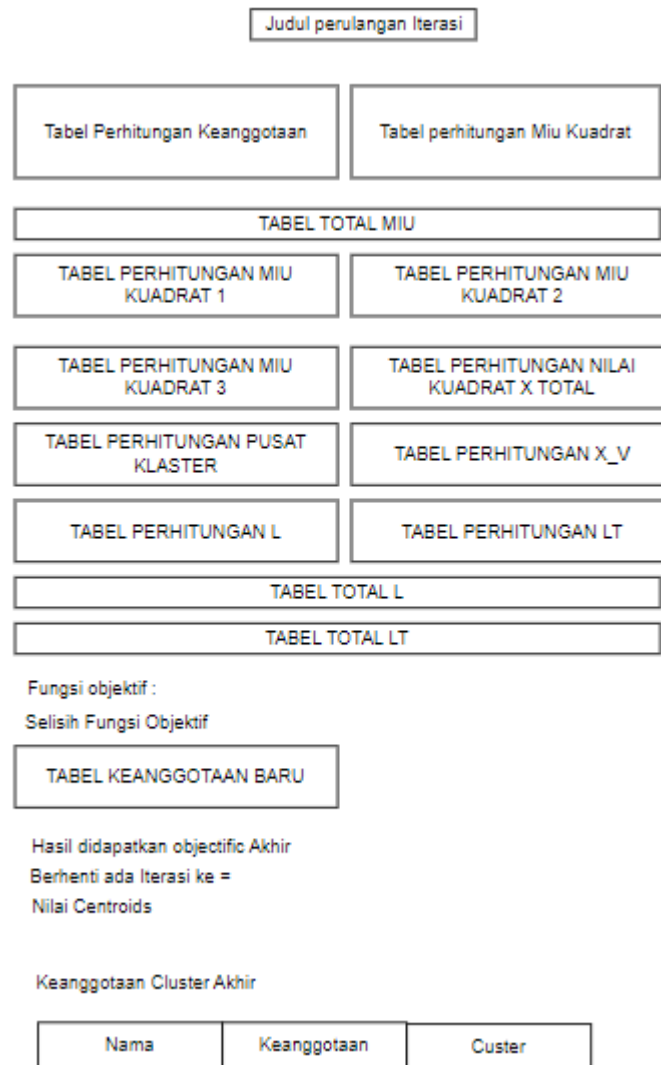 Judul perulangan Iterasi
Tabel Perhitungan Keanggotaan
Tabel perhitungan Miu Kuadrat
TABEL TOTAL MIU
TABEL PERHITUNGAN MIU
KUADRAT 1
TABEL PERHITUNGAN MIU
KUADRAT 2
TABEL PERHITUNGAN MIU
KUADRAT 3
TABEL PERHITUNGAN NILAI
KUADRAT X TOTAL
TABEL PERHITUNGAN PUSAT
KLASTER
TABEL PERHITUNGAN X_V
TABEL PERHITUNGAN L
TABEL PERHITUNGAN LT
TABEL TOTAL L
TABEL TOTAL LT
Fungsi objektif :
Selisih Fungsi Objektif
TABEL KEANGGOTAAN BARU
Hasil didapatkan objectific Akhir
Berhenti ada Iterasi ke =
Nilai Centroids
Keanggotaan Cluster Akhir
Nama
Keanggotaan
Custer